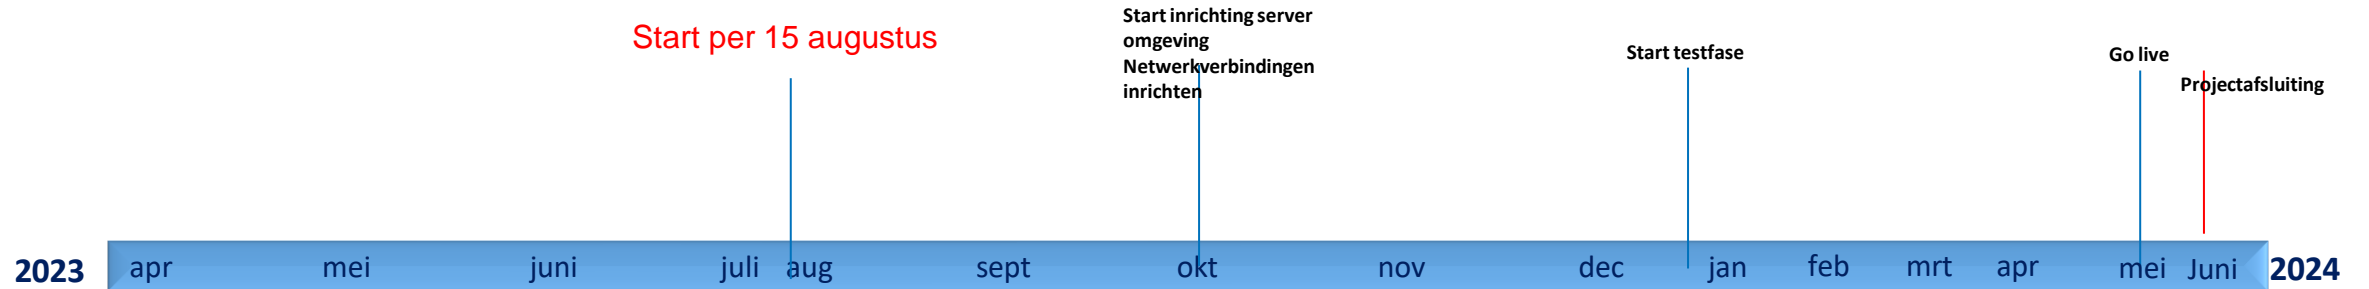 Start per 15 augustus
Start inrichting server
omgeving
Netwerkverbindingen
inrichten
Start testfase
Go live
Projectafsluiting
2023 apr mei juni juli aug sept okt nov dec jan feb mrt apr mei Juni 2024